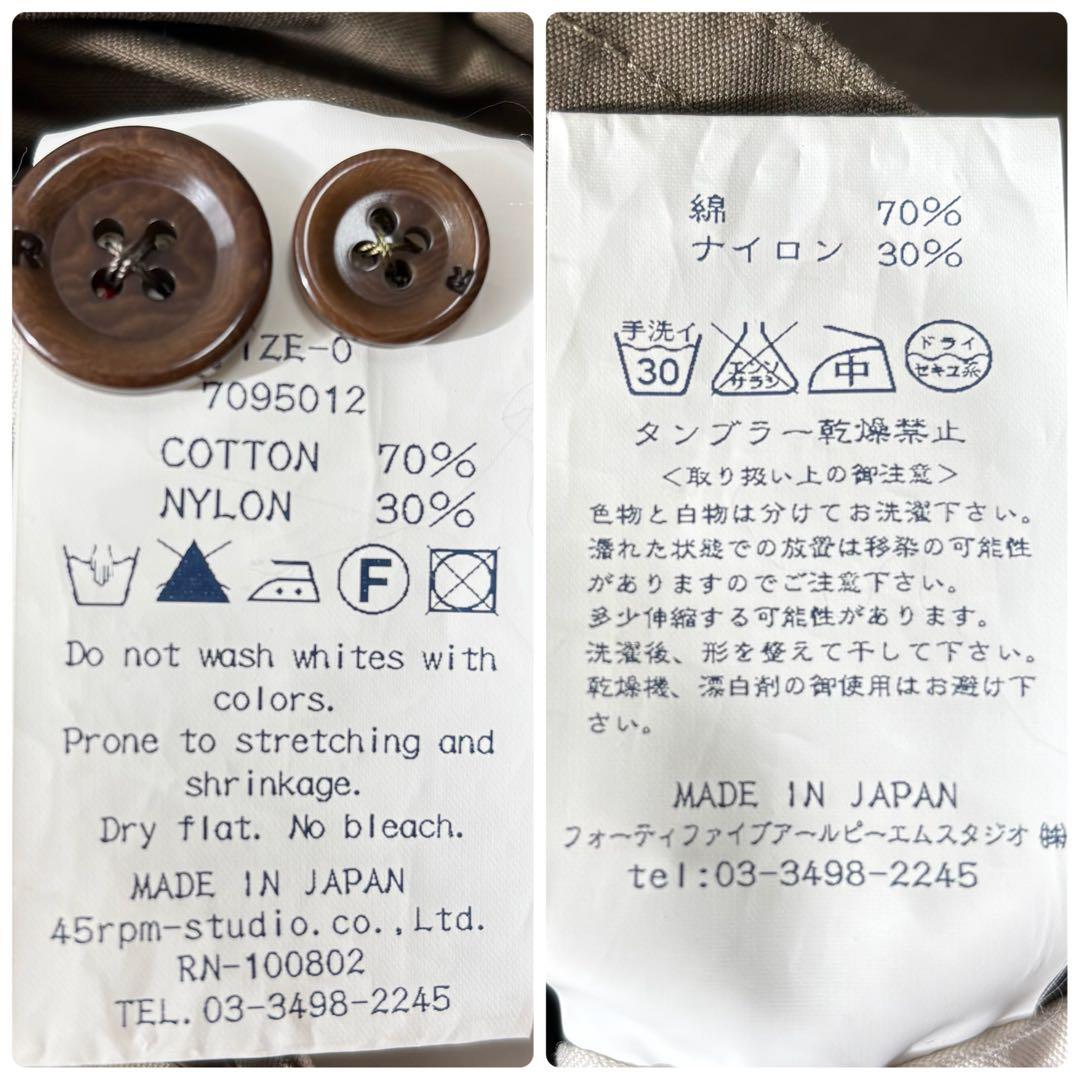 R
R
IZE-0
7095012
COTTON 70%
NYLON 30%
F
Do not wash whites with
colors.
Prone to stretching and
shrinkage.
Dry flat. No bleach.
MADE IN JAPAN
45rpm-studio.co.,Ltd.
RN-100802
TEL.03-3498-2245
綿 70%
ナイロン 30%
手洗イ
30
エンソ
サラシ
中
ドライ
セキユ系
タンブラー乾燥禁止
<取り扱い上の御注意>
色物と白物は分けてお洗濯下さい。
濡れた状態での放置は移染の可能性
がありますのでご注意下さい。
多少伸縮する可能性があります。
洗濯後、形を整えて干して下さい。
乾燥機、漂白剤の御使用はお避け下
さい。
MADE IN JAPAN
フォーティファイブアールピーエムスタジオ㈱
tel:03-3498-2245